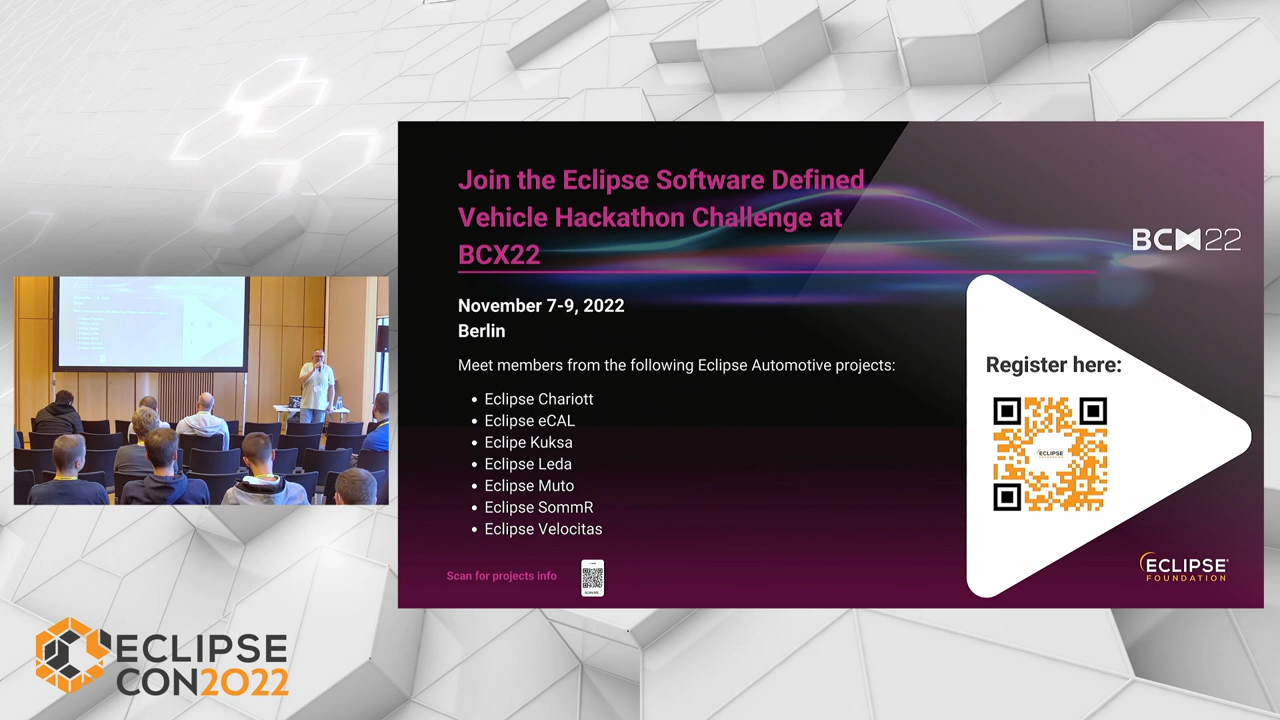 Join the Eclipse Software Defined
Vehicle Hackathon Challenge at
BCX22
BCX22
November 7-9, 2022
Berlin
Meet members from the following Eclipse Automotive projects:
• Eclipse Chariott
• Eclipse eCAL
• Eclipe Kuksa
• Eclipse Leda
• Eclipse Muto
• Eclipse SommR
• Eclipse Velocitas
Register here:
ECLIPSE
Scan for projects info
ECLIPSE
FOUNDATION
ECLIPSE
CON2022